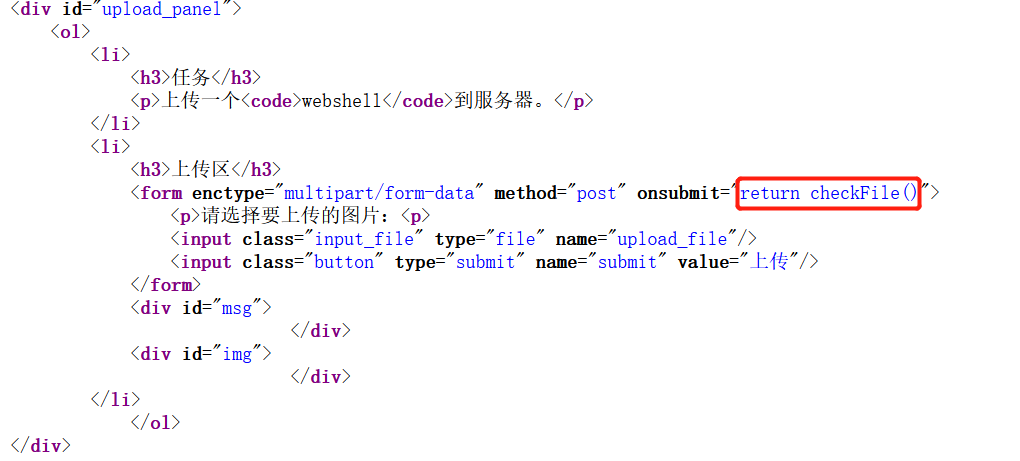 <div id="upload_panel">
<ol>
<li>
<h3>任务</h3>
<p>上传一个<code>webshell</code>到服务器。</p>
</li>
<li>
<h3>上传区</h3>
<form enctype="multipart/form-data" method="post" onsubmit="return checkFile()">
<p>请选择要上传的图片：<p>
<input class="input_file" type="file" name="upload_file"/>
<input class="button" type="submit" name="submit" value="上传"/>
</form>
<div id="msg">
</div>
<div id="img">
</div>
</li>
</ol>
</div>